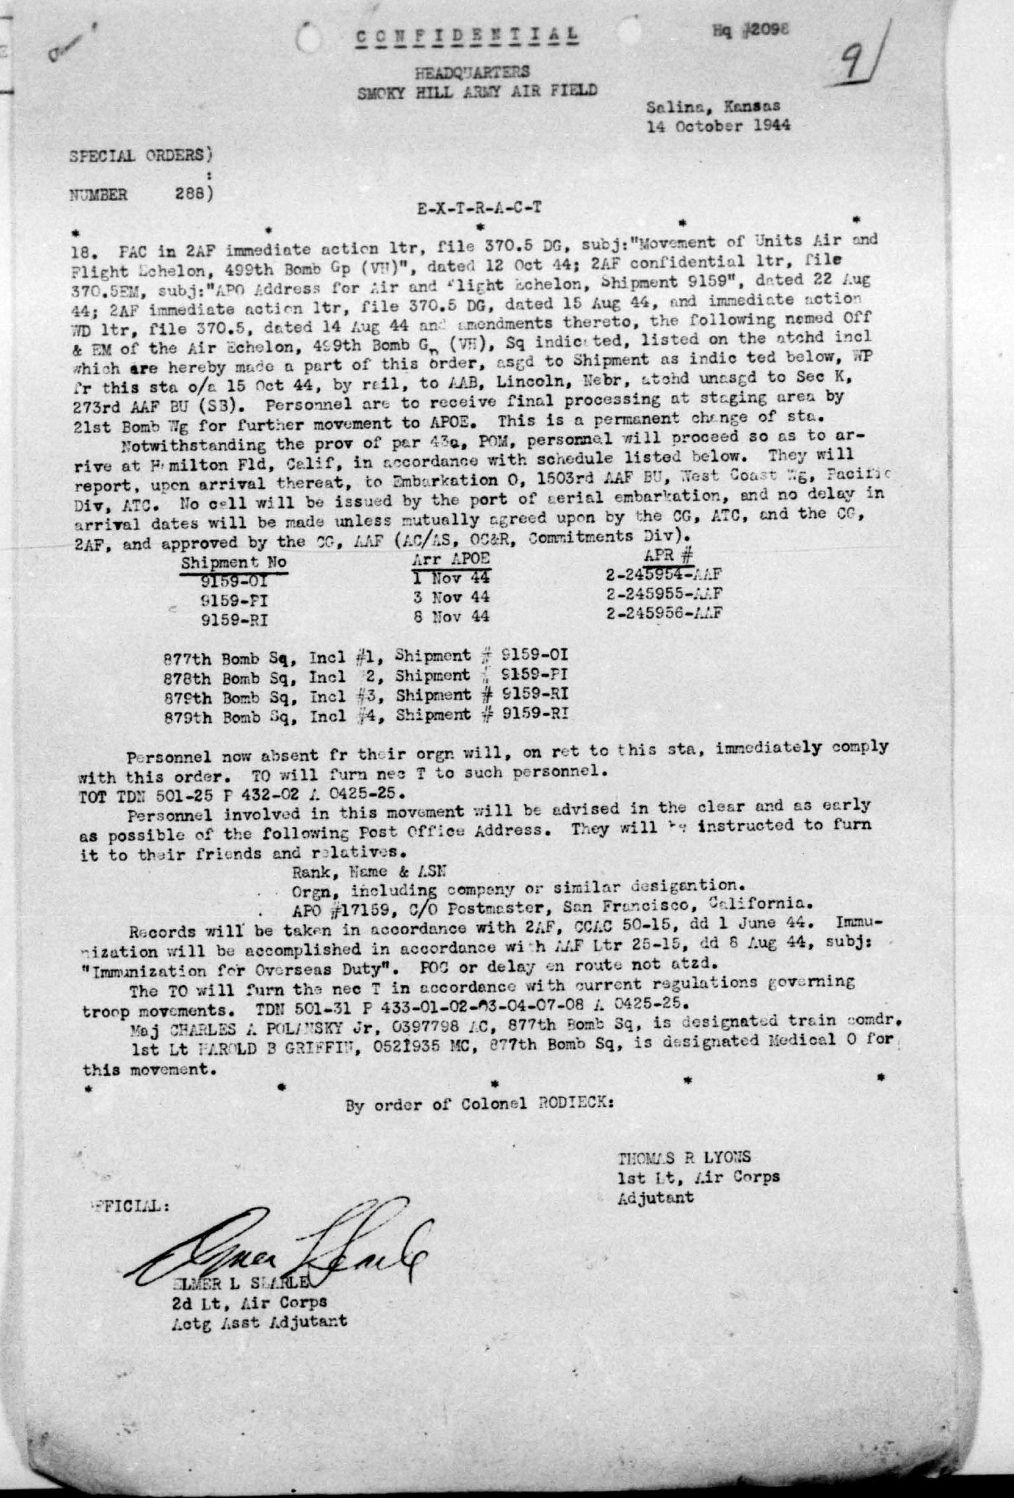 CONFIDENTIAL
Hq #2098
9
HEADQUARTERS
SMOKY HILL ARMY AIR FIELD
Salina, Kansas
14 October 1944
SPECIAL ORDERS)
:
NUMBER 288)
E-X-T-R-A-C-T
* * * * *
18. PAC in 2AF immediate action ltr, file 370.5 DG, subj:"Movement of Units Air and
Flight Echelon, 499th Bomb Gp (VH)", dated 12 Oct 44; 2AF confidential ltr, file
370.5EM, subj:"APO Address for Air and Flight Echelon, Shipment 9159", dated 22 Aug
44; 2AF immediate action ltr, file 370.5 DG, dated 15 Aug 44, and immediate action
WD ltr, file 370.5, dated 14 Aug 44 and amendments thereto, the following named Off
& EM of the Air Echelon, 499th Bomb Gp (VH), Sq indicated, listed on the atchd incl
which are hereby made a part of this order, asgd to Shipment as indic ted below, WP
fr this sta o/a 15 Oct 44, by rail, to AAB, Lincoln, Nebr, atchd unasgd to Sec K,
273rd AAF BU (SB). Personnel are to receive final processing at staging area by
21st Bomb Wg for further movement to APOE. This is a permanent change of sta.
Notwithstanding the prov of par 43a, POM, personnel will proceed so as to ar-
rive at Hamilton Fld, Calif, in accordance with schedule listed below. They will
report, upon arrival thereat, to Embarkation O, 1503rd AAF BU, West Coast Wg, Pacific
Div, ATC. No call will be issued by the port of aerial embarkation, and no delay in
arrival dates will be made unless mutually agreed upon by the CG, ATC, and the CG,
2AF, and approved by the CG, AAF (AC/AS, OC&R, Commitments Div).
Shipment No Arr APOE APR #
9159-OI 1 Nov 44 2-245954-AAF
9159-PI 3 Nov 44 2-245955-AAF
9159-RI 8 Nov 44 2-245956-AAF
877th Bomb Sq, Incl #1, Shipment # 9159-OI
878th Bomb Sq, Incl #2, Shipment # 9159-PI
879th Bomb Sq, Incl #3, Shipment # 9159-RI
879th Bomb Sq, Incl #4, Shipment # 9159-RI
Personnel now absent fr their orgn will, on ret to this sta, immediately comply
with this order. TO will furn nec T to such personnel.
TOT TDN 501-25 P 432-02 A 0425-25.
Personnel involved in this movement will be advised in the clear and as early
as possible of the following Post Office Address. They will be instructed to furn
it to their friends and relatives.
Rank, Name & ASN
Orgn, including company or similar desigantion.
APO #17159, C/O Postmaster, San Francisco, California.
Records will be taken in accordance with 2AF, CCAC 50-15, dd 1 June 44. Immu-
nization will be accomplished in accordance with AAF Ltr 25-15, dd 8 Aug 44, subj:
"Immunization for Overseas Duty". POC or delay en route not atzd.
The TO will furn the nec T in accordance with current regulations governing
troop movements. TDN 501-31 P 433-01-02-03-04-07-08 A 0425-25.
Maj CHARLES A POLANSKY Jr, 0397798 AC, 877th Bomb Sq, is designated train comdr.
1st Lt HAROLD B GRIFFIN, 0521935 MC, 877th Bomb Sq, is designated Medical O for
this movement.
* * * * *
By order of Colonel RODIECK:
THOMAS R LYONS
1st Lt, Air Corps
Adjutant
OFFICIAL:
Elmer L Searle
ELMER L SEARLE
2d Lt, Air Corps
Actg Asst Adjutant